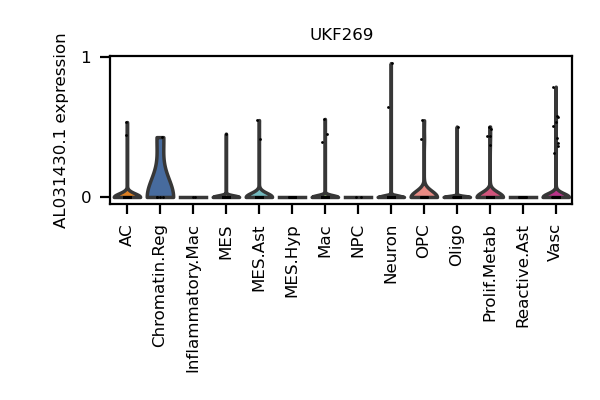 UKF269
AL031430.1 expression
1
0
AC
Chromatin.Reg
Inflammatory.Mac
MES
MES.Ast
MES.Hyp
Mac
NPC
Neuron
OPC
Oligo
Prolif.Metab
Reactive.Ast
Vasc